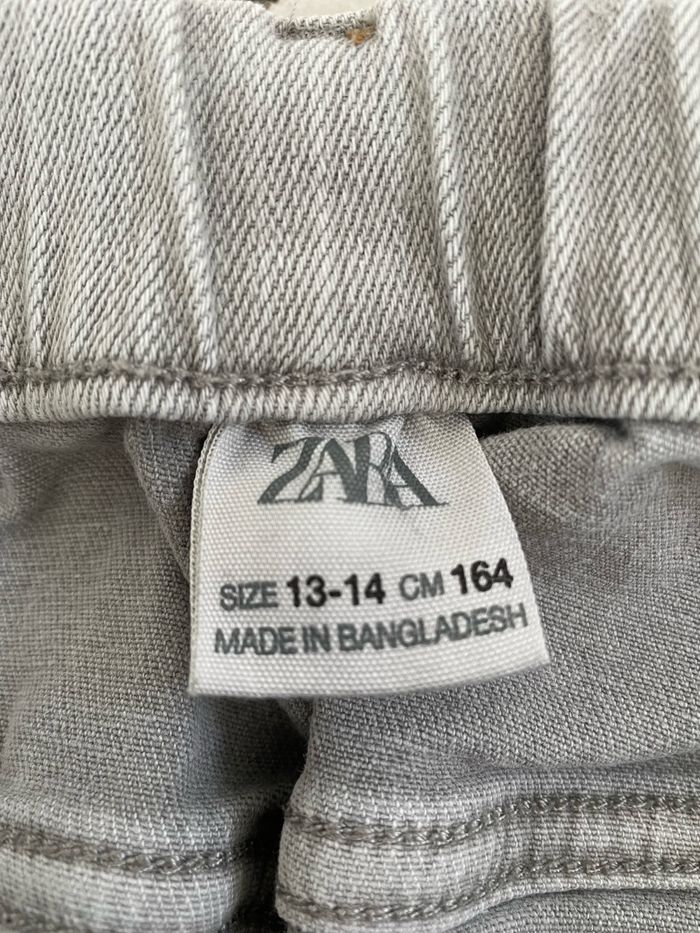 ZARA
SIZE 13-14 CM 164
MADE IN BANGLADESH